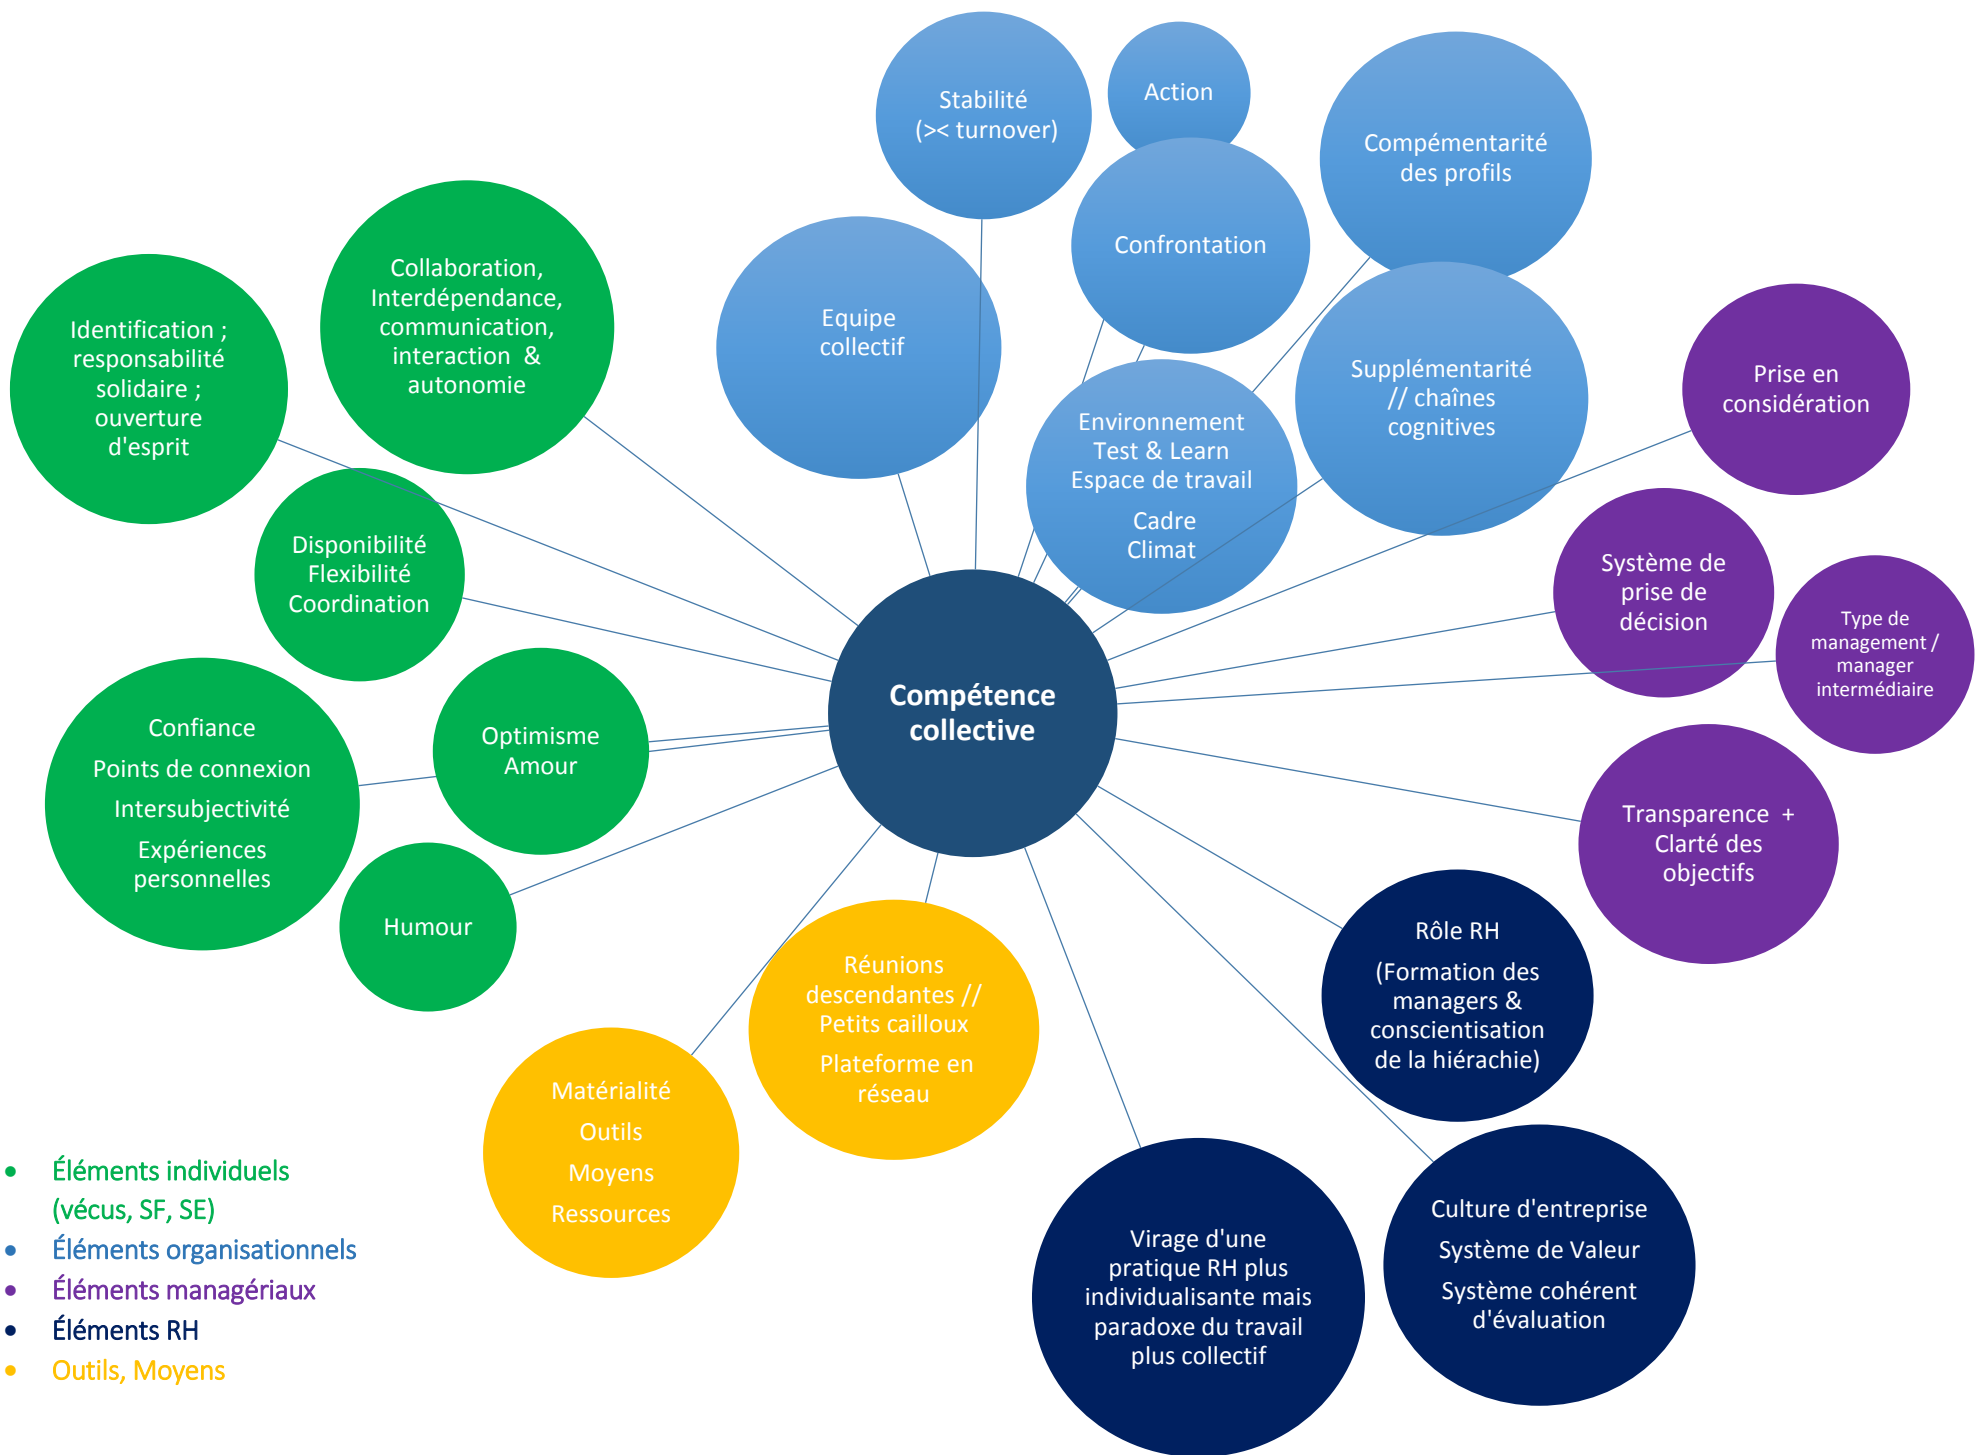 Stabilité
(>< turnover)
Action
Compémentarité
des profils
Confrontation
Collaboration,
Interdépendance,
communication,
interaction & 
autonomie
Identification ;
responsabilité
solidaire ;
ouverture
d'esprit
Equipe
collectif
Supplémentarité
// chaînes
cognitives
Prise en
considération
Environnement
Test & Learn
Espace de travail
Cadre
Climat
Disponibilité
Flexibilité
Coordination
Système de
prise de
décision
Type de
management /
manager
intermédiaire
Compétence
collective
Confiance
Points de connexion
Intersubjectivité
Expériences
personnelles
Optimisme
Amour
Transparence +
Clarté des
objectifs
Humour
Rôle RH
(Formation des
managers &
conscientisation
de la hiérachie)
Réunions
descendantes //
Petits cailloux
Plateforme en
réseau
Matérialité
Outils
Moyens
Ressources
Virage d'une
pratique RH plus
individualisante mais
paradoxe du travail
plus collectif
Culture d'entreprise
Système de Valeur
Système cohérent
d'évaluation
• Éléments individuels
(vécus, SF, SE)
• Éléments organisationnels
• Éléments managériaux
• Éléments RH
• Outils, Moyens